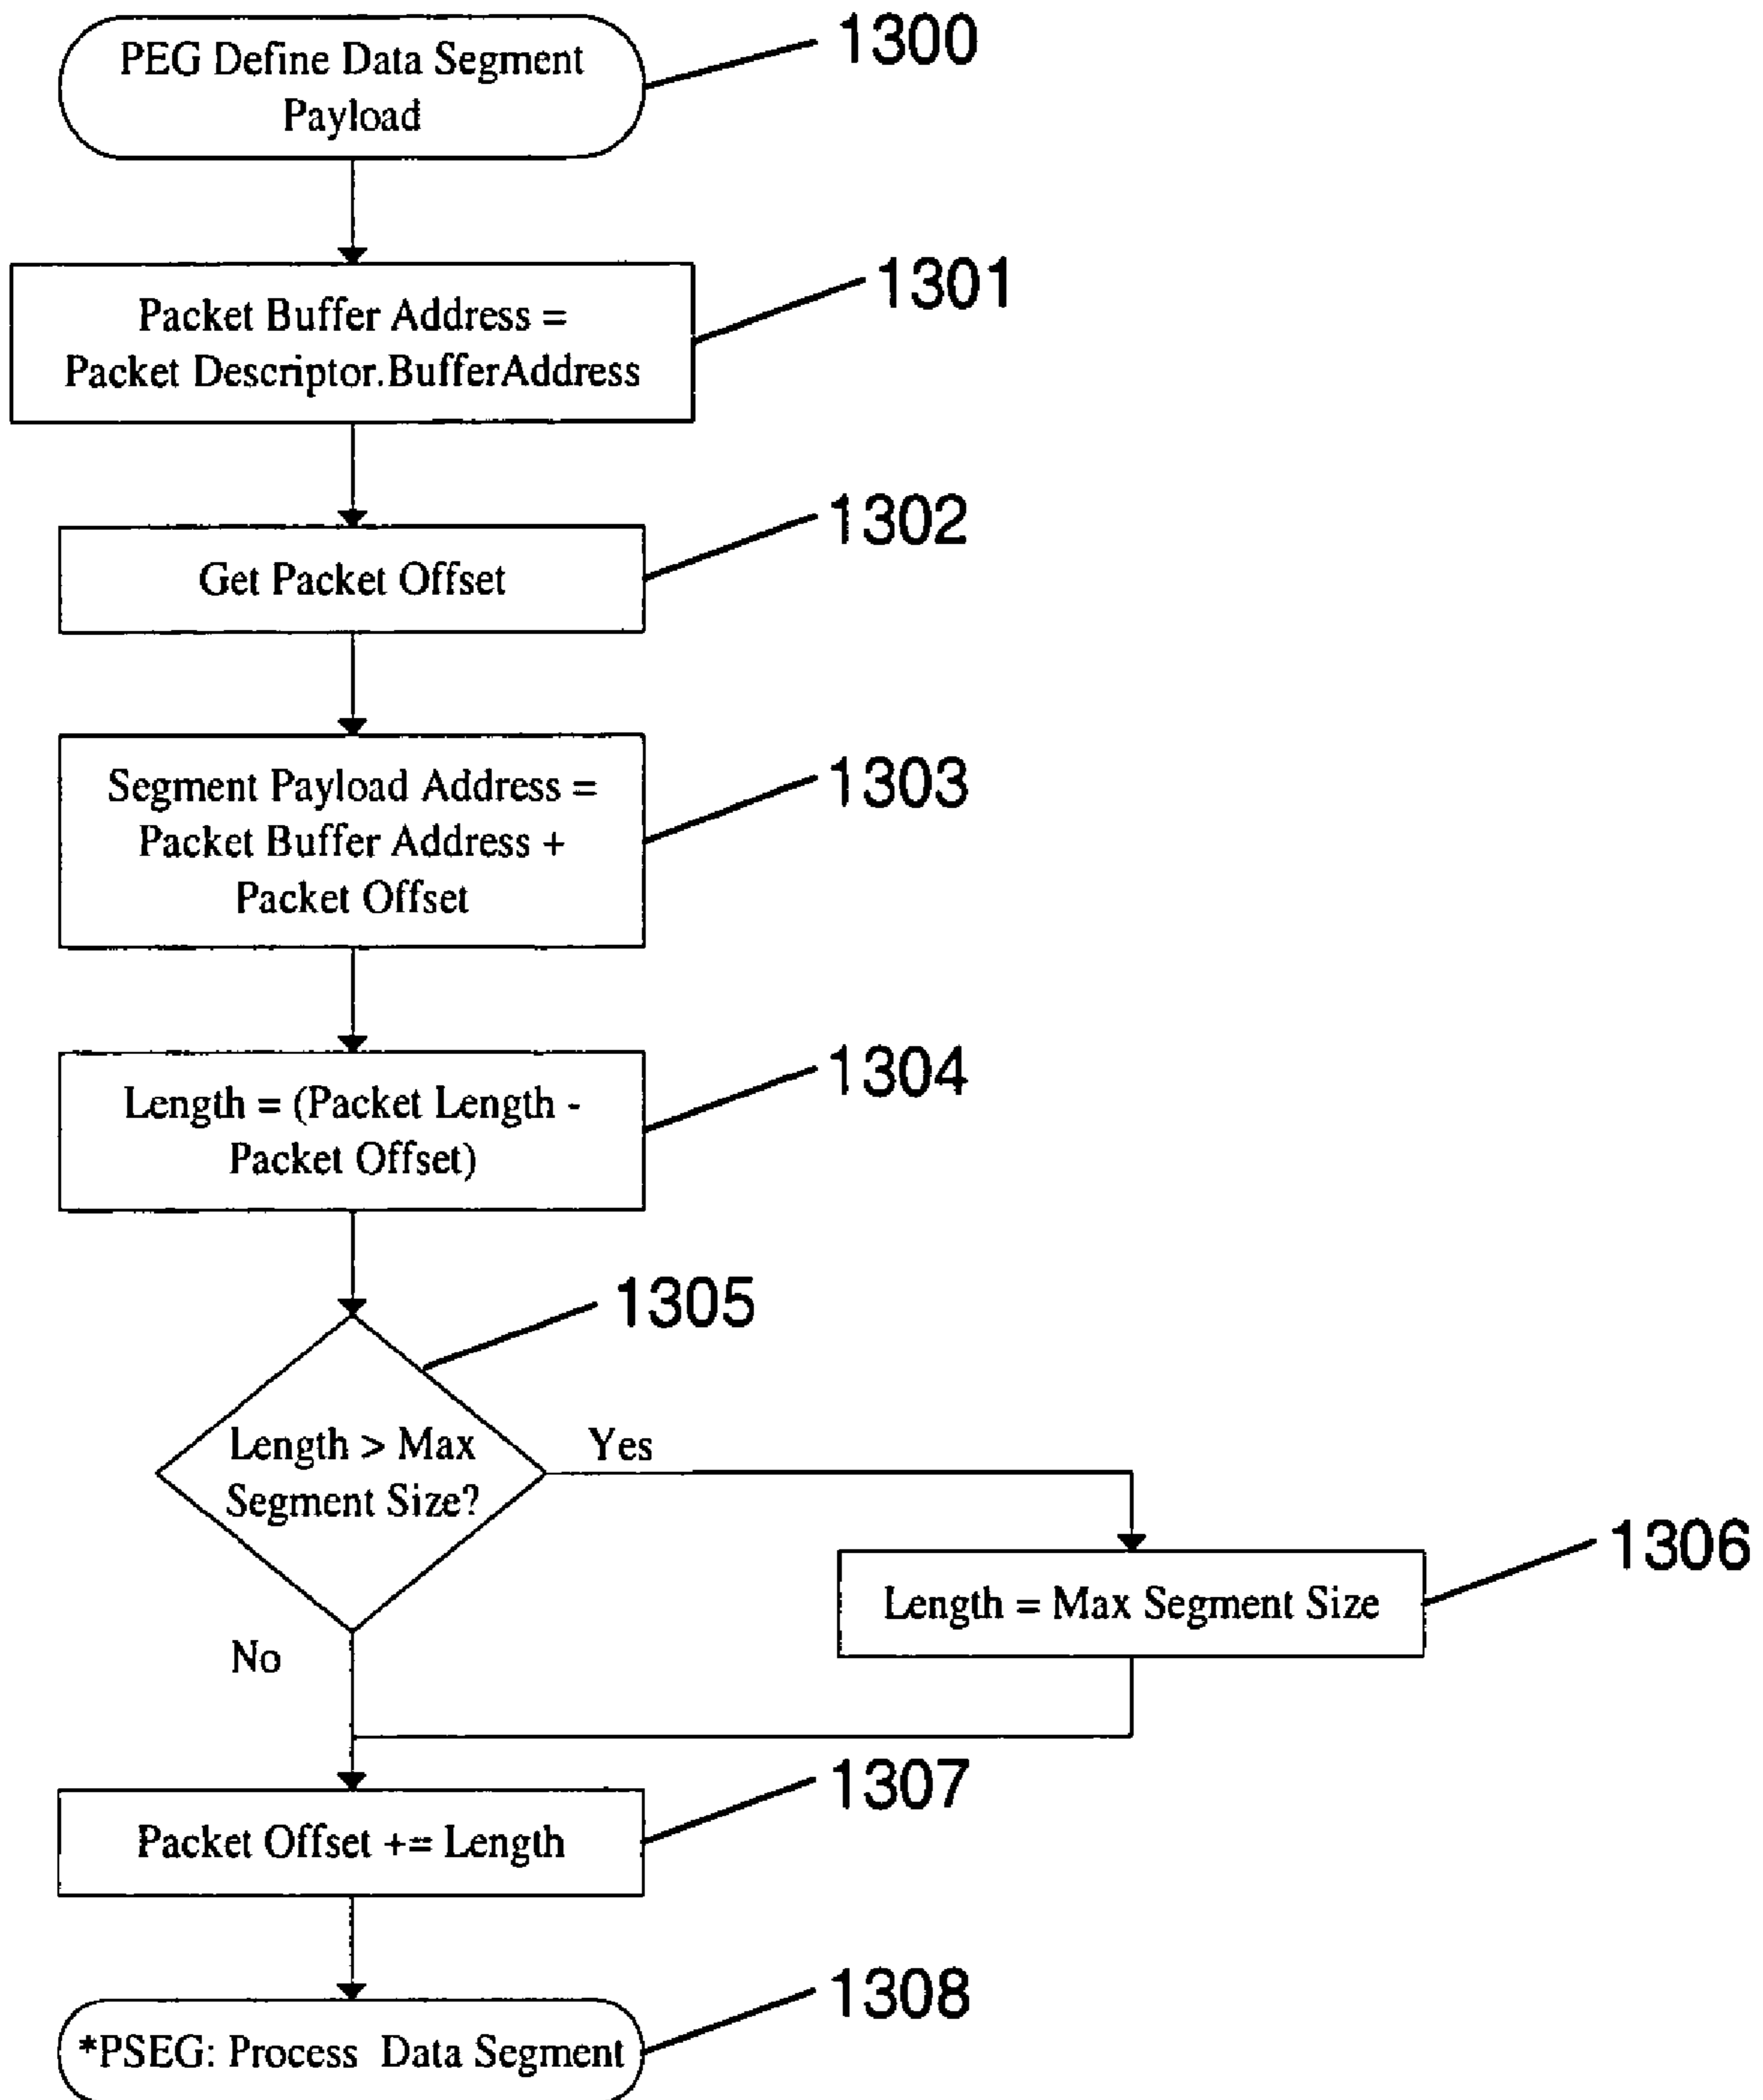 PEG Define Data Segment
Payload
1300
Packet Buffer Address =
Packet Descriptor.BufferAddress
1301
Get Packet Offset
1302
Segment Payload Address =
Packet Buffer Address +
Packet Offset
1303
Length = (Packet Length -
Packet Offset)
1304
1305
Length > Max
Segment Size?
Yes
No
Length = Max Segment Size
1306
Packet Offset += Length
1307
*PSEG: Process Data Segment
1308